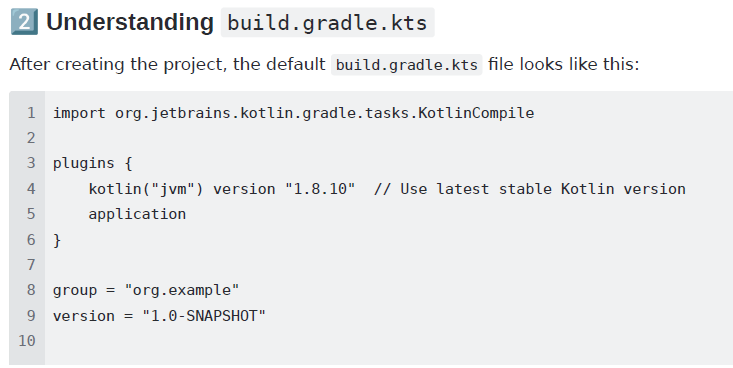 2️⃣ Understanding build.gradle.kts
After creating the project, the default build.gradle.kts file looks like this:
1 import org.jetbrains.kotlin.gradle.tasks.KotlinCompile
2
3 plugins {
4     kotlin("jvm") version "1.8.10"  // Use latest stable Kotlin version
5     application
6 }
7
8 group = "org.example"
9 version = "1.0-SNAPSHOT"
10